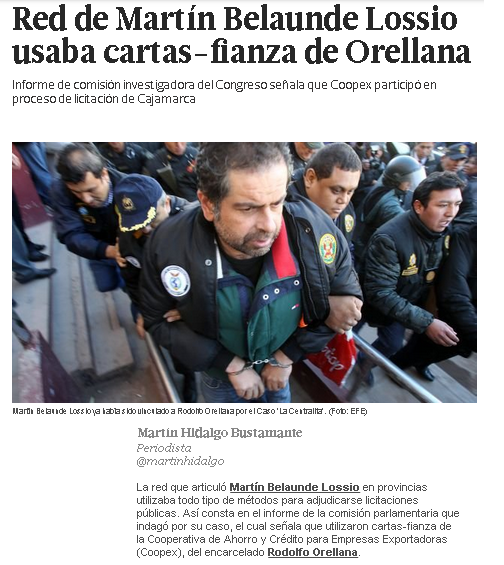 Red de Martín Belaunde Lossio
usaba cartas-fianza de Orellana
Informe de comisión investigadora del Congreso señala que Coopex participó en
proceso de licitación de Cajamarca
Martín Belaunde Lossio ya había sido vinculado a Rodolfo Orellana por el Caso 'La Centralita'. (Foto: EFE)
Martín Hidalgo Bustamante
Periodista
@martinhidalgo
La red que articuló Martín Belaunde Lossio en provincias
utilizaba todo tipo de métodos para adjudicarse licitaciones
públicas. Así consta en el informe de la comisión parlamentaria que
indagó por su caso, el cual señala que utilizaron cartas-fianza de
la Cooperativa de Ahorro y Crédito para Empresas Exportadoras
(Coopex), del encarcelado Rodolfo Orellana.